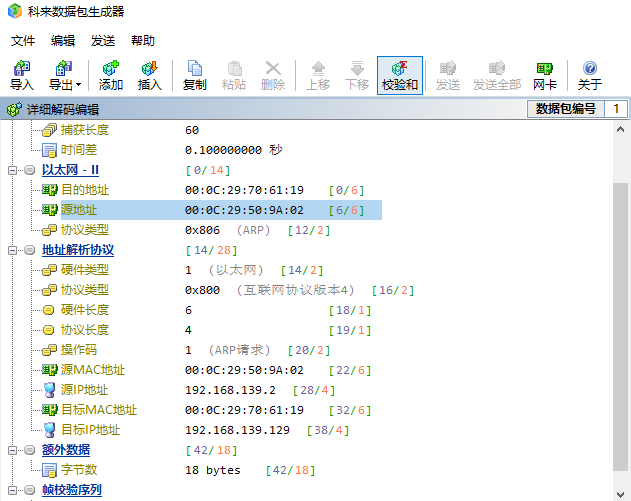 科来数据包生成器
文件 编辑 发送 帮助
导入 导出 添加 插入 复制 粘贴 删除 上移 下移 校验和 发送 发送全部 网卡 关于
详细解码编辑 数据包编号 1
捕获长度 60
时间差 0.100000000 秒
以太网 - II [0/14]
目的地址 00:0C:29:70:61:19 [0/6]
源地址 00:0C:29:50:9A:02 [6/6]
协议类型 0x806 (ARP) [12/2]
地址解析协议 [14/28]
硬件类型 1 (以太网) [14/2]
协议类型 0x800 (互联网协议版本4) [16/2]
硬件长度 6 [18/1]
协议长度 4 [19/1]
操作码 1 (ARP请求) [20/2]
源MAC地址 00:0C:29:50:9A:02 [22/6]
源IP地址 192.168.139.2 [28/4]
目标MAC地址 00:0C:29:70:61:19 [32/6]
目标IP地址 192.168.139.129 [38/4]
额外数据 [42/18]
字节数 18 bytes [42/18]
帧校验序列